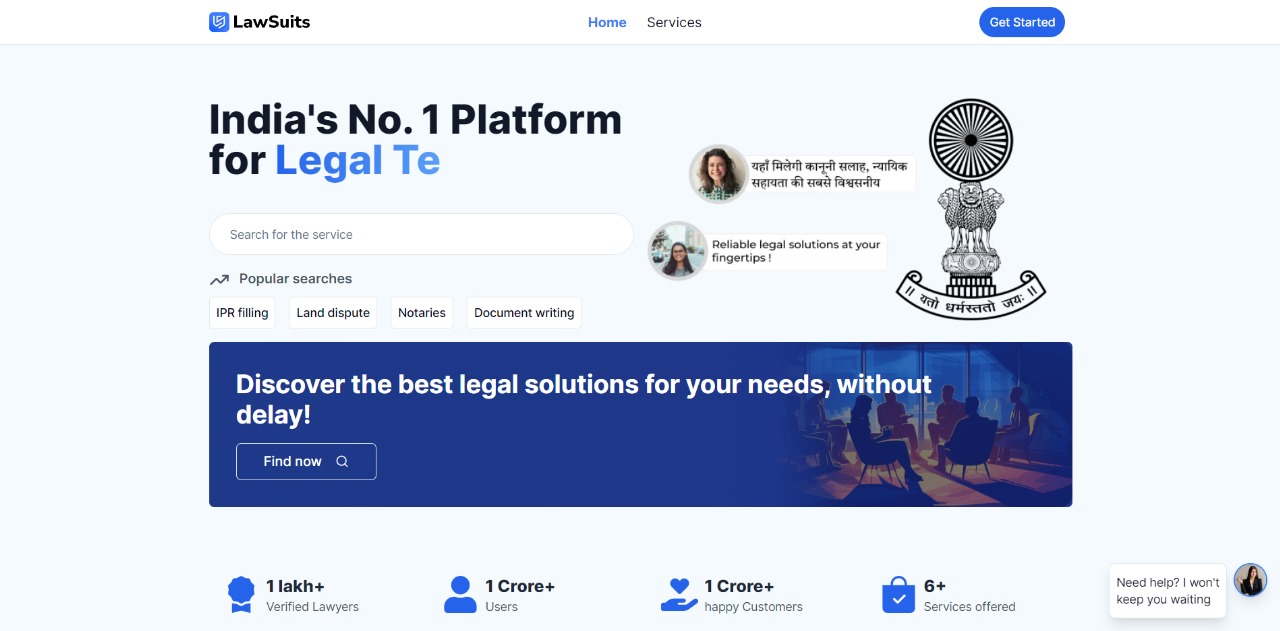 LawSuits
Home
Services
Get Started
India's No. 1 Platform
for Legal Te
यहाँ मिलेगी कानूनी सलाह, न्यायिक
सहायता की सबसे विश्वसनीय
Search for the service
Reliable legal solutions at your
fingertips !
Popular searches
IPR filling
Land dispute
Notaries
Document writing
॥ यतो धर्मस्ततो जयः ॥
Discover the best legal solutions for your needs, without
delay!
Find now
1 lakh+
Verified Lawyers
1 Crore+
Users
1 Crore+
happy Customers
6+
Services offered
Need help? I won't
keep you waiting